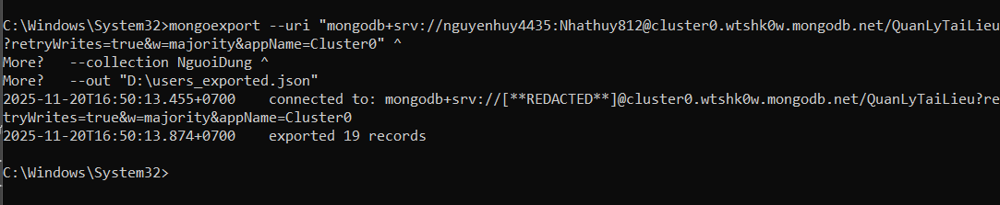 C:\Windows\System32>mongoexport --uri "mongodb+srv://nguyenhuy4435:Nhathuy812@cluster0.wtshk0w.mongodb.net/QuanLyTaiLieu
?retryWrites=true&w=majority&appName=Cluster0" ^
More?   --collection NguoiDung ^
More?   --out "D:\users_exported.json"
2025-11-20T16:50:13.455+0700    connected to: mongodb+srv://[**REDACTED**]@cluster0.wtshk0w.mongodb.net/QuanLyTaiLieu?re
tryWrites=true&w=majority&appName=Cluster0
2025-11-20T16:50:13.874+0700    exported 19 records
C:\Windows\System32>